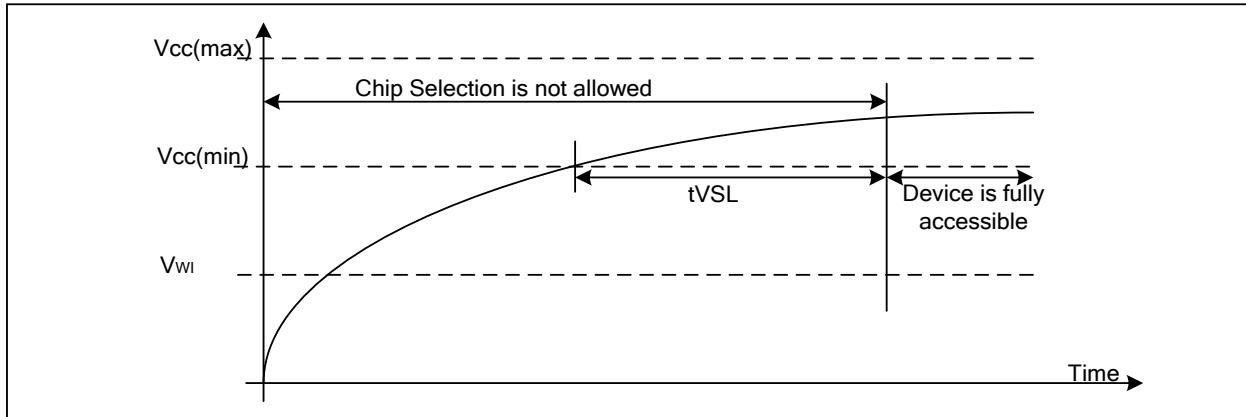 Vcc(max)
Chip Selection is not allowed
Vcc(min)
tVSL
Device is fully
accessible
VWI
Time